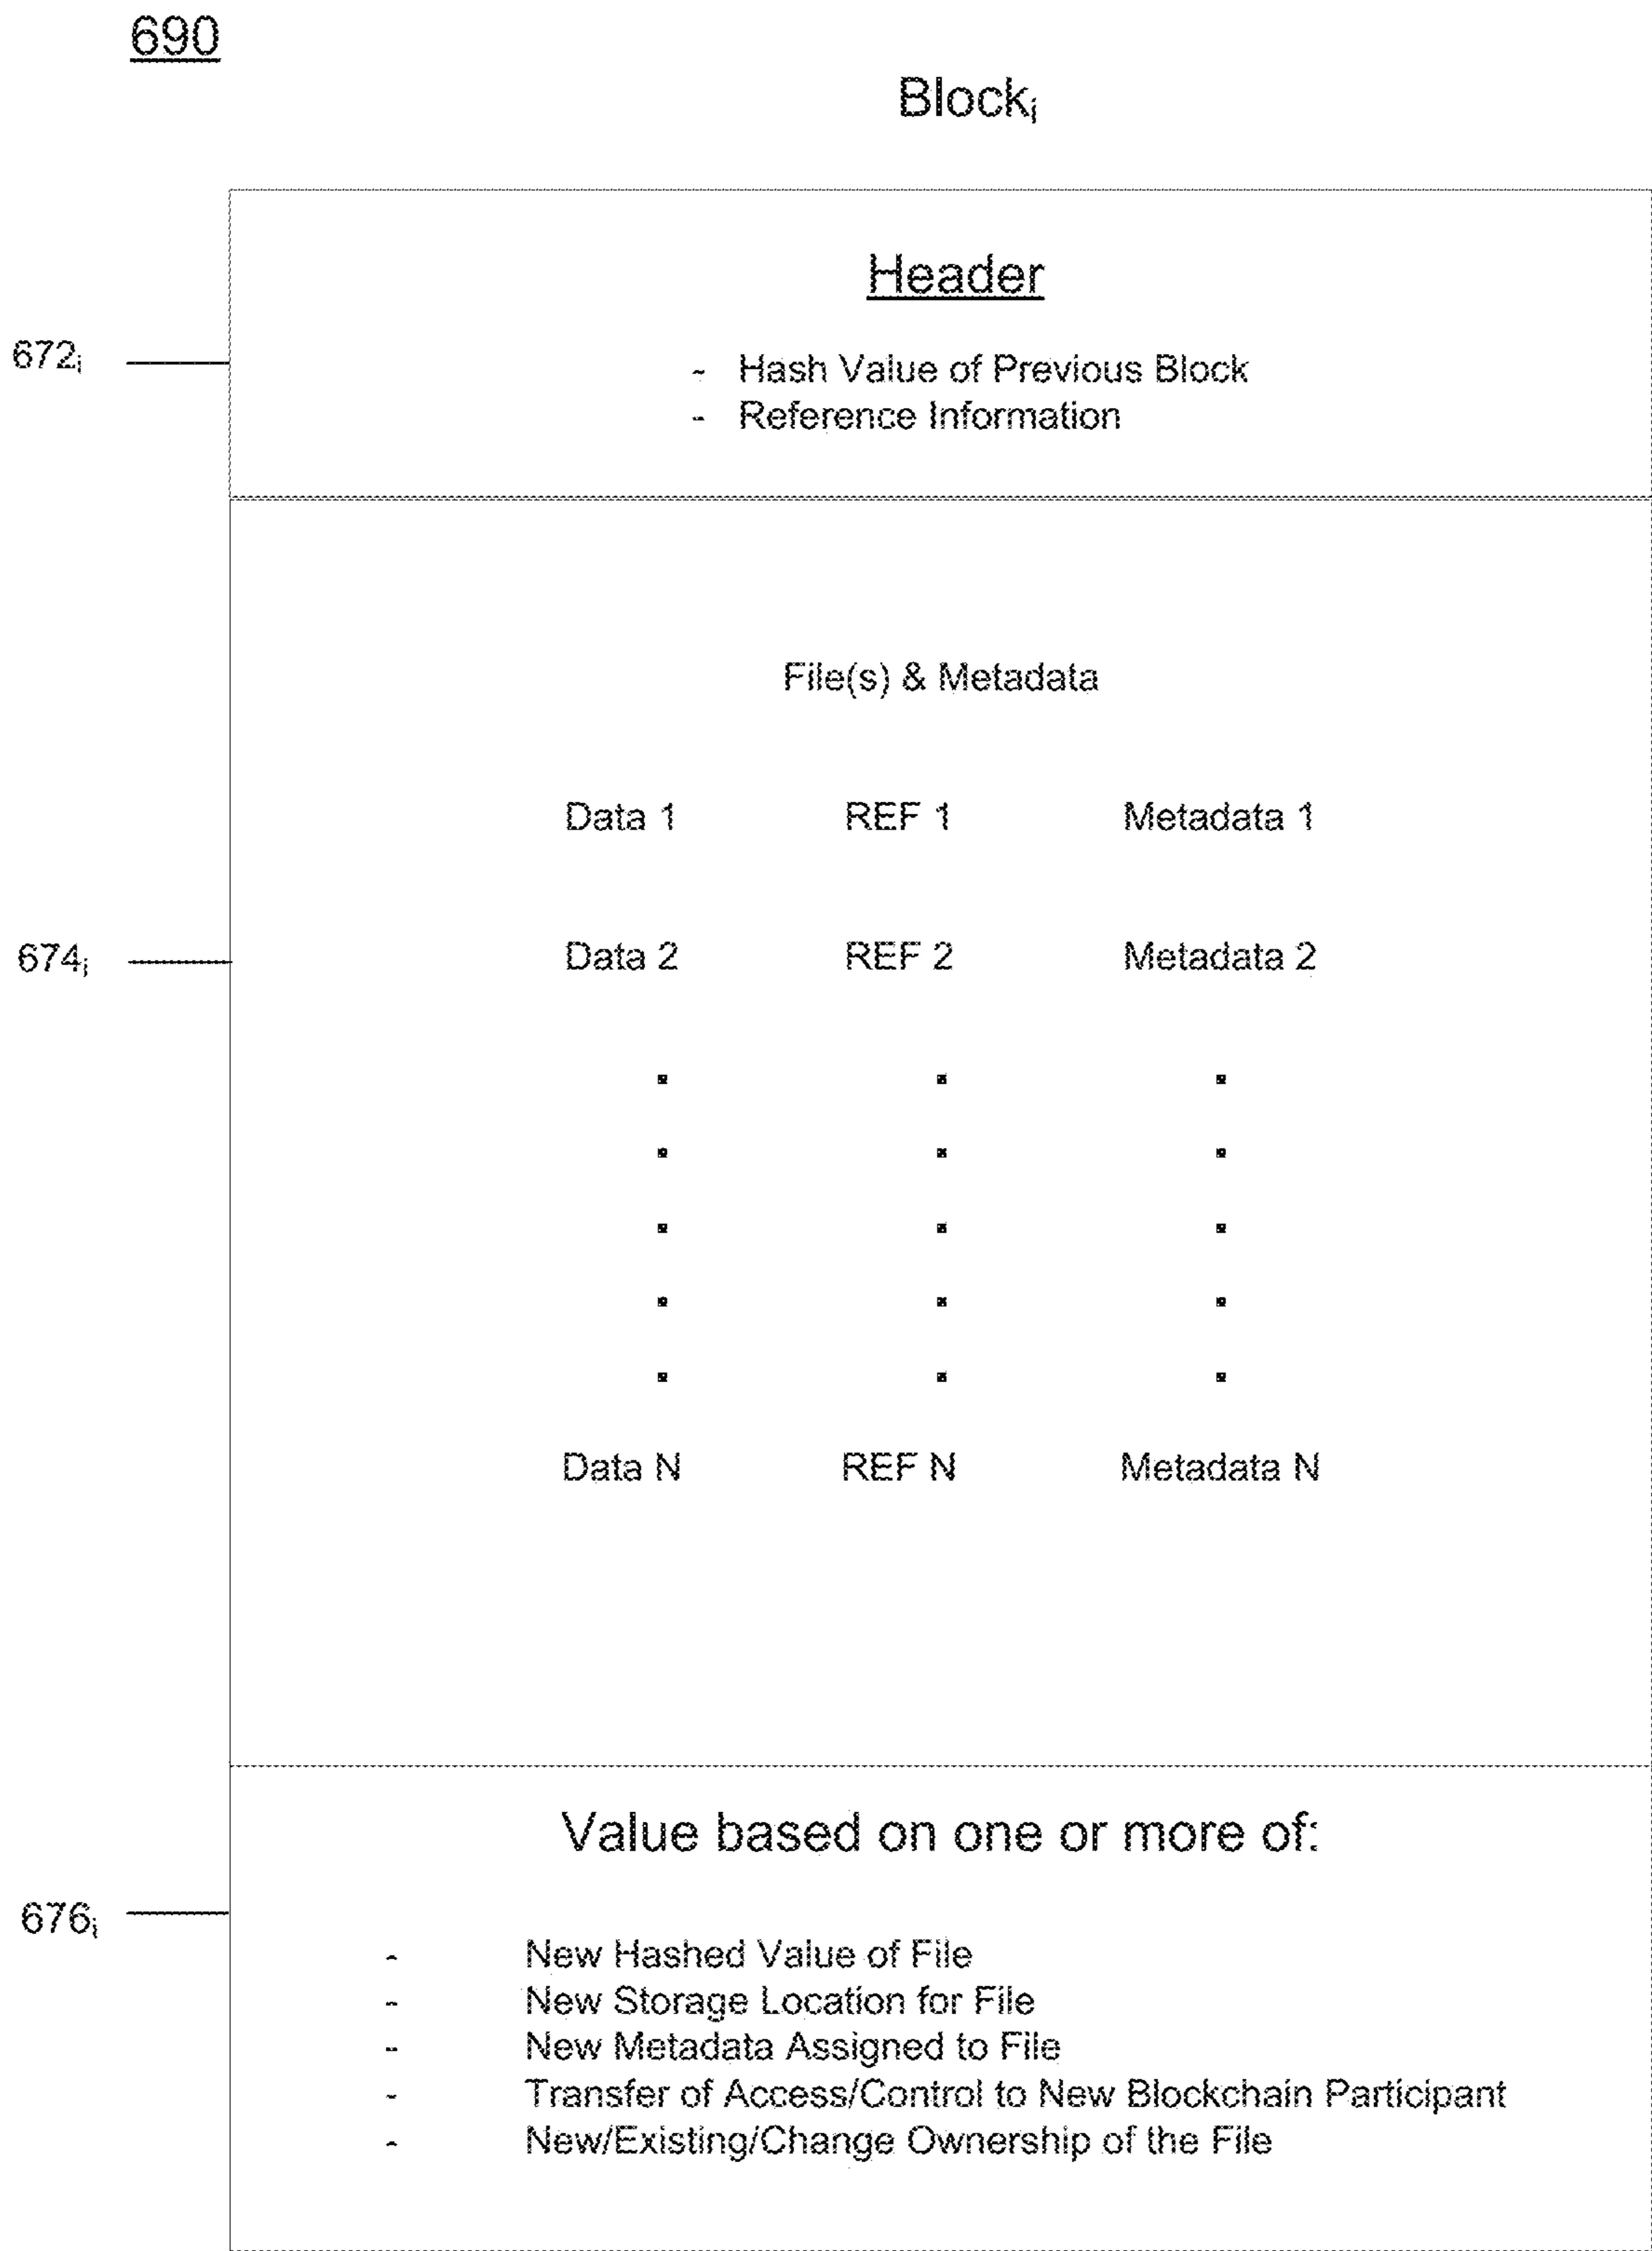 690
Blockᵢ
Header
672ᵢ
- Hash Value of Previous Block
- Reference Information
File(s) & Metadata
Data 1 REF 1 Metadata 1
674ᵢ
Data 2 REF 2 Metadata 2
Data N REF N Metadata N
Value based on one or more of:
676ᵢ
- New Hashed Value of File
- New Storage Location for File
- New Metadata Assigned to File
- Transfer of Access/Control to New Blockchain Participant
- New/Existing/Change Ownership of the File